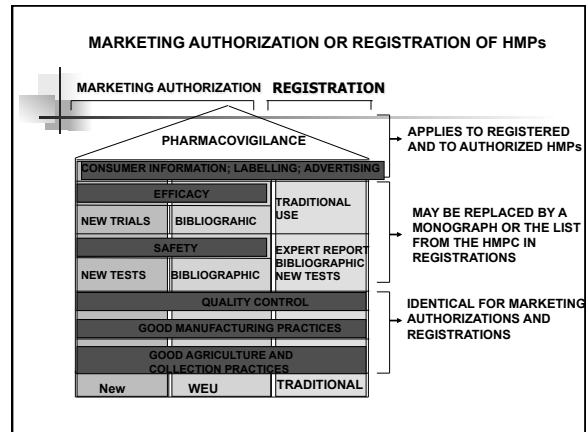 MARKETING AUTHORIZATION OR REGISTRATION OF HMPs
MARKETING AUTHORIZATION
REGISTRATION
PHARMACOVIGILANCE
APPLIES TO REGISTERED
AND TO AUTHORIZED HMPs
CONSUMER INFORMATION; LABELLING; ADVERTISING
EFFICACY
TRADITIONAL
USE
NEW TRIALS
BIBLIOGRAHIC
MAY BE REPLACED BY A
MONOGRAPH OR THE LIST
FROM THE HMPC IN
REGISTRATIONS
SAFETY
EXPERT REPORT
BIBLIOGRAPHIC
NEW TESTS
NEW TESTS
BIBLIOGRAPHIC
QUALITY CONTROL
IDENTICAL FOR MARKETING
AUTHORIZATIONS AND
REGISTRATIONS
GOOD MANUFACTURING PRACTICES
GOOD AGRICULTURE AND
COLLECTION PRACTICES
New
WEU
TRADITIONAL